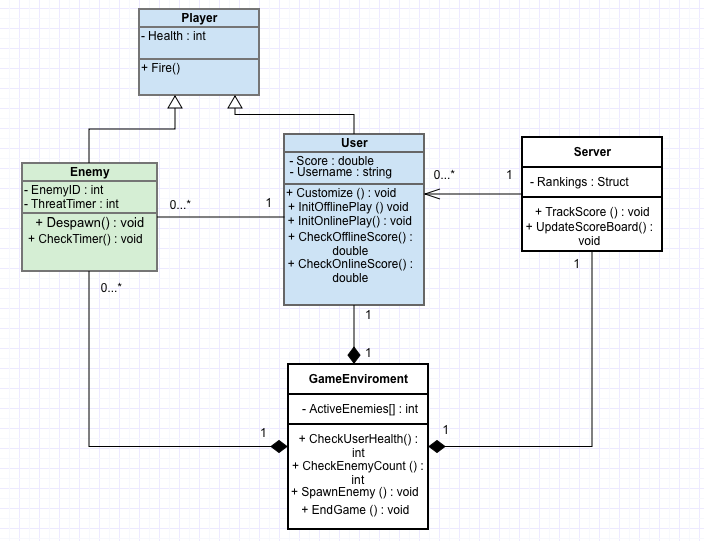 Player
- Health : int
+ Fire()
User
- Score : double
- Username : string
+ Customize () : void
+ InitOfflinePlay () void
+ InitOnlinePlay() : void
+ CheckOfflineScore() :
double
+ CheckOnlineScore() :
double
Server
- Rankings : Struct
+ TrackScore () : void
+ UpdateScoreBoard() :
void
Enemy
- EnemyID : int
- ThreatTimer : int
+ Despawn() : void
+ CheckTimer() : void
0...*
1
0...*
1
0...*
1
1
1
1
1
1
GameEnviroment
- ActiveEnemies[] : int
+ CheckUserHealth() :
int
+ CheckEnemyCount () :
int
+ SpawnEnemy () : void
+ EndGame () : void